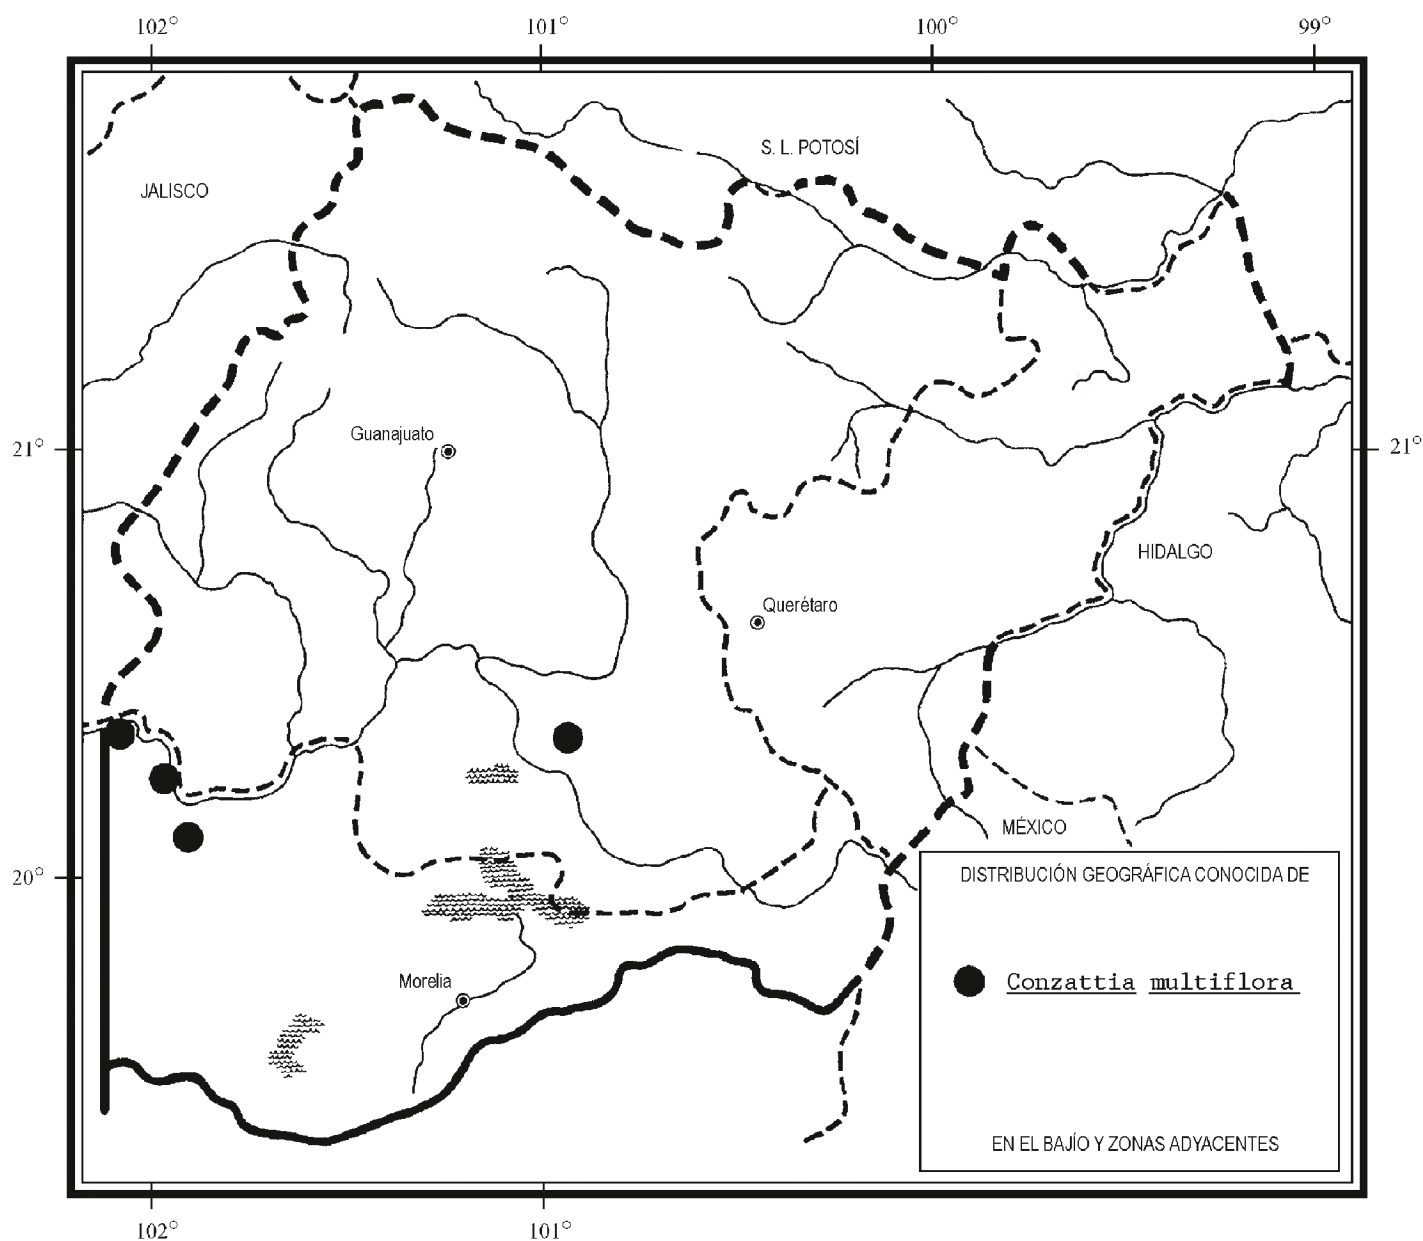 102° 101° 100° 99°
S. L. POTOSÍ
JALISCO
Guanajuato
21° 21°
HIDALGO
Querétaro
MÉXICO
20°
DISTRIBUCIÓN GEOGRÁFICA CONOCIDA DE
Conzattia multiflora
Morelia
EN EL BAJÍO Y ZONAS ADYACENTES
102° 101°